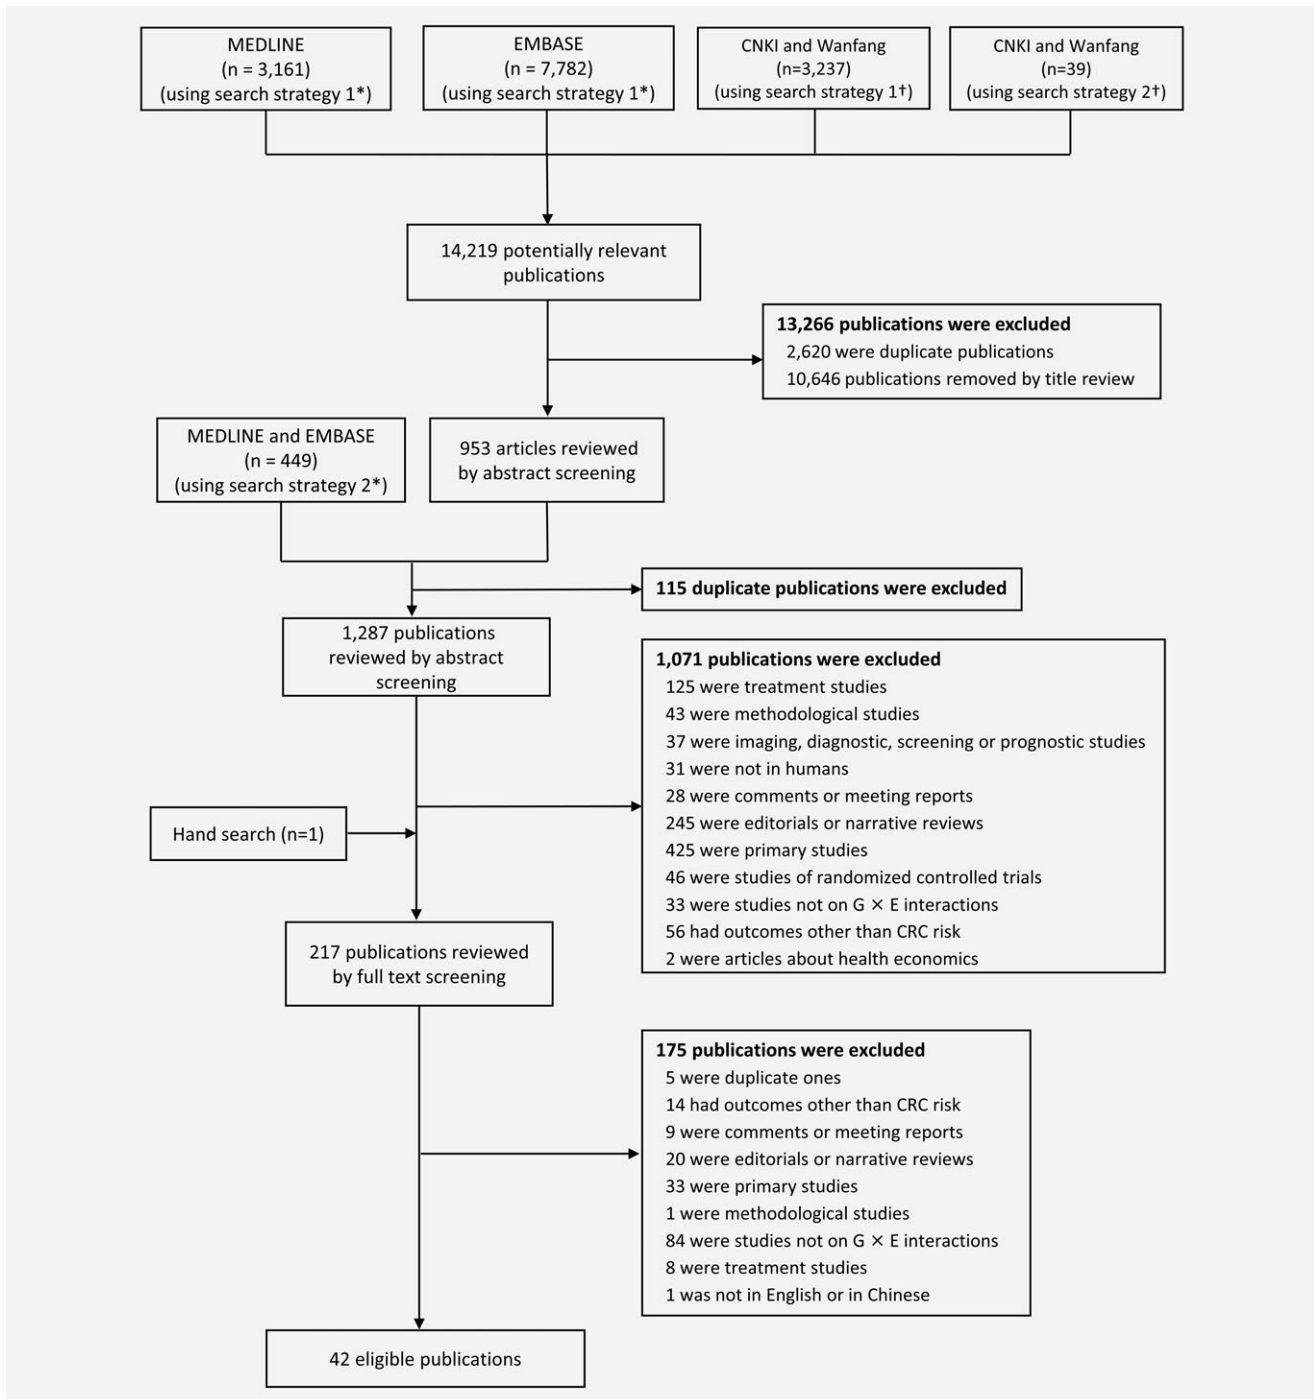 MEDLINE
(n = 3,161)
(using search strategy 1*)
EMBASE
(n = 7,782)
(using search strategy 1*)
CNKI and Wanfang
(n=3,237)
(using search strategy 1†)
CNKI and Wanfang
(n=39)
(using search strategy 2†)
14,219 potentially relevant
publications
13,266 publications were excluded
2,620 were duplicate publications
10,646 publications removed by title review
MEDLINE and EMBASE
(n = 449)
(using search strategy 2*)
953 articles reviewed
by abstract screening
115 duplicate publications were excluded
1,287 publications
reviewed by abstract
screening
1,071 publications were excluded
125 were treatment studies
43 were methodological studies
37 were imaging, diagnostic, screening or prognostic studies
31 were not in humans
28 were comments or meeting reports
245 were editorials or narrative reviews
425 were primary studies
46 were studies of randomized controlled trials
33 were studies not on G × E interactions
56 had outcomes other than CRC risk
2 were articles about health economics
Hand search (n=1)
217 publications reviewed
by full text screening
175 publications were excluded
5 were duplicate ones
14 had outcomes other than CRC risk
9 were comments or meeting reports
20 were editorials or narrative reviews
33 were primary studies
1 were methodological studies
84 were studies not on G × E interactions
8 were treatment studies
1 was not in English or in Chinese
42 eligible publications